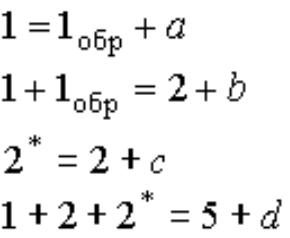 1 = 1обр + a
1 + 1обр = 2 + b
2* = 2 + c
1 + 2 + 2* = 5 + d